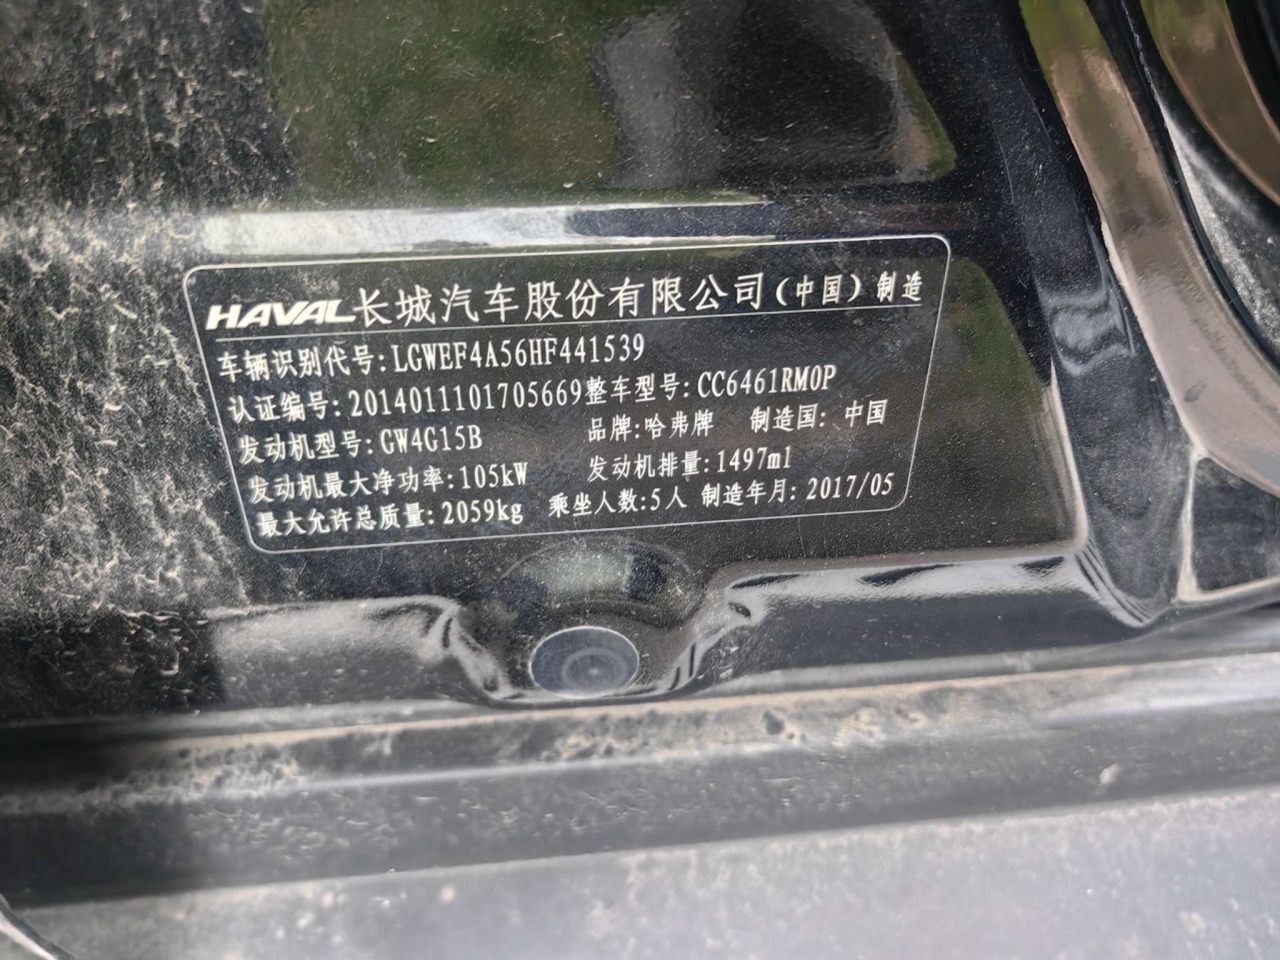 HAVAL长城汽车股份有限公司(中国)制造
车辆识别代号:LGWEF4A56HF441539
认证编号:2014011101705669整车型号:CC6461RM0P
发动机型号:GW4G15B 品牌:哈弗牌 制造国: 中国
发动机最大净功率:105kW 发动机排量:1497ml
最大允许总质量:2059kg 乘坐人数:5人 制造年月:2017/05